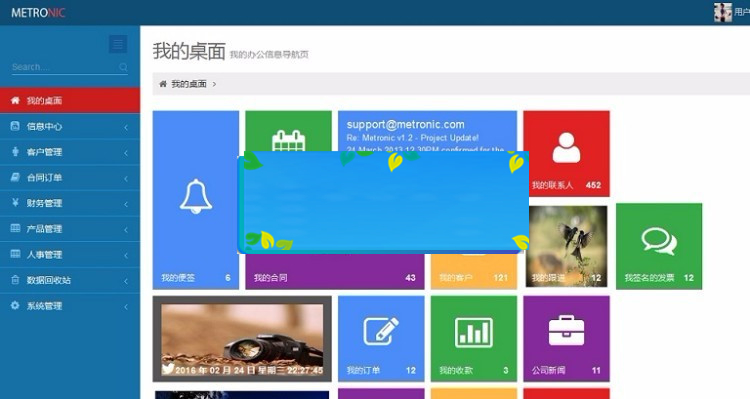 METRONIC
用户
Search...
我的桌面
信息中心
客户管理
合同订单
财务管理
产品管理
人事管理
数据回收站
系统管理
我的桌面 我的办公信息导航页
我的桌面 >
support@metronic.com
Re: Metronic v1.2 - Project Update!
24 March 2013 12.30PM confirmed for the
我的联系人 452
我的便签 6
我的合同 43
我的客户 121
我的跟进 12
我签名的发票 12
2016 年 02 月 24 日 星期三 22:27:45
我的订单 12
我的收款 3
公司新闻 11